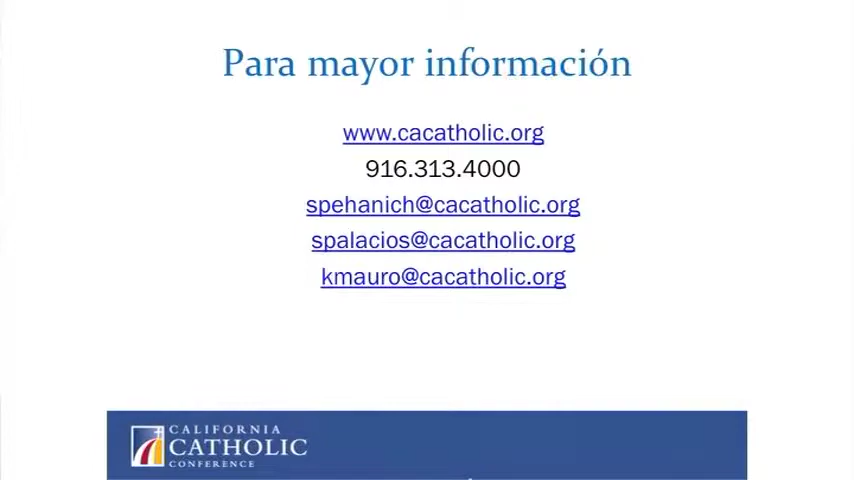 Para mayor información
www.cacatholic.org
916.313.4000
spehanich@cacatholic.org
spalacios@cacatholic.org
kmauro@cacatholic.org
CALIFORNIA
CATHOLIC
CONFERENCE